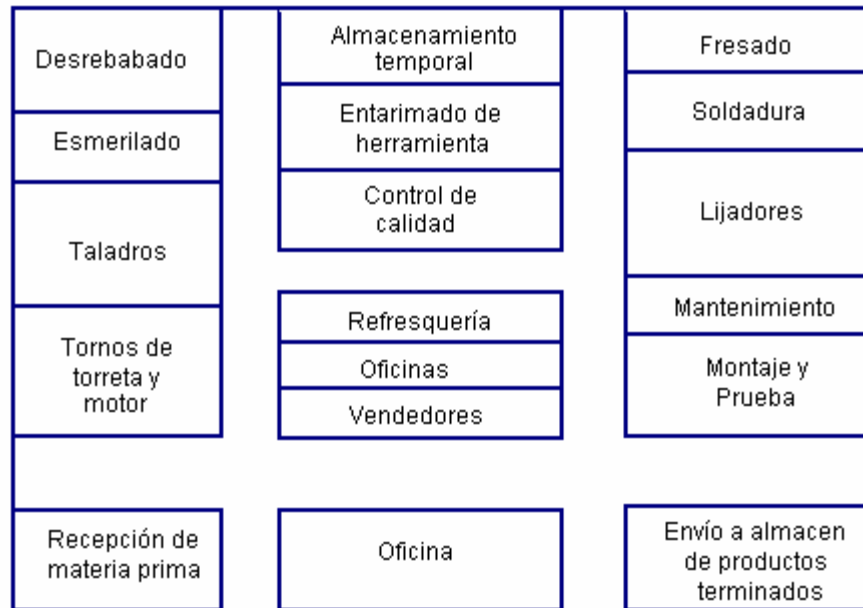 Desrebabado
Esmerilado
Taladros
Tornos de
torreta y
motor
Recepción de
materia prima
Almacenamiento
temporal
Entarimado de
herramienta
Control de
calidad
Refresquería
Oficinas
Vendedores
Oficina
Fresado
Soldadura
Lijadores
Mantenimiento
Montaje y
Prueba
Envío a almacen
de productos
terminados